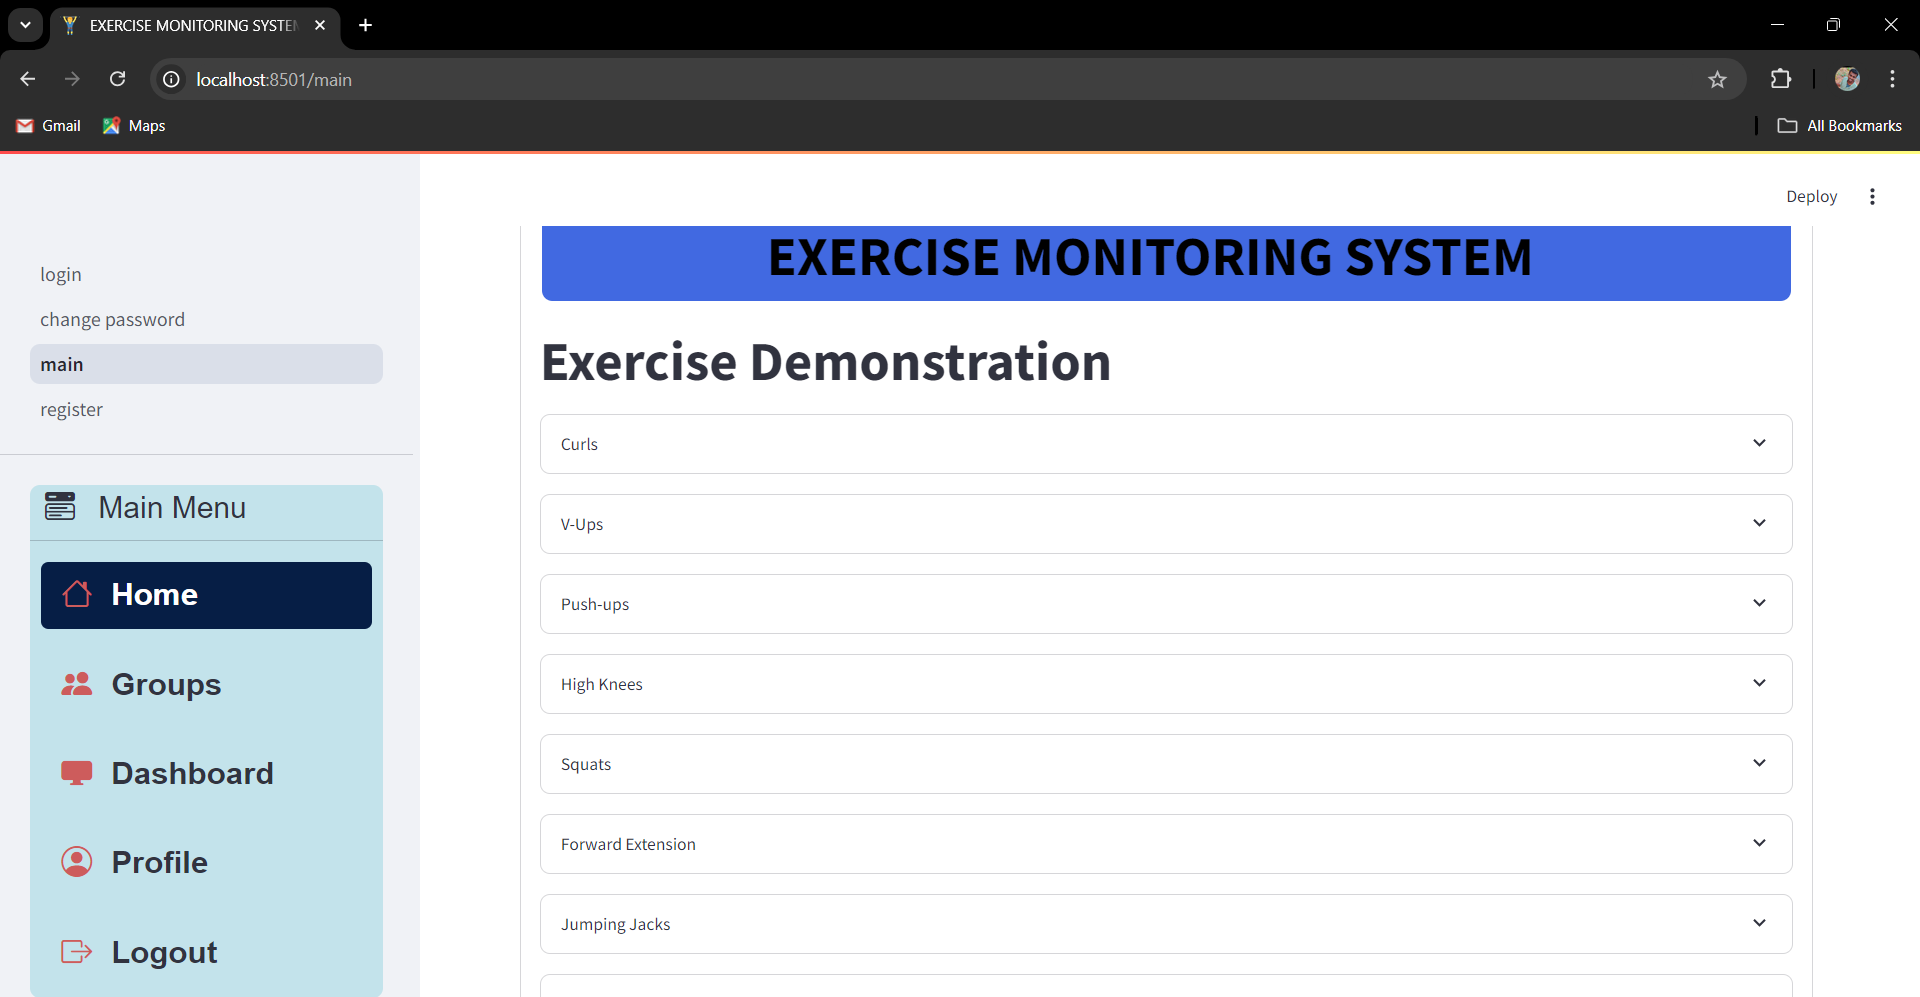 EXERCISE MONITORING SYSTEM
localhost:8501/main
Gmail
Maps
All Bookmarks
Deploy
login
change password
main
register
Main Menu
Home
Groups
Dashboard
Profile
Logout
EXERCISE MONITORING SYSTEM
Exercise Demonstration
Curls
V-Ups
Push-ups
High Knees
Squats
Forward Extension
Jumping Jacks